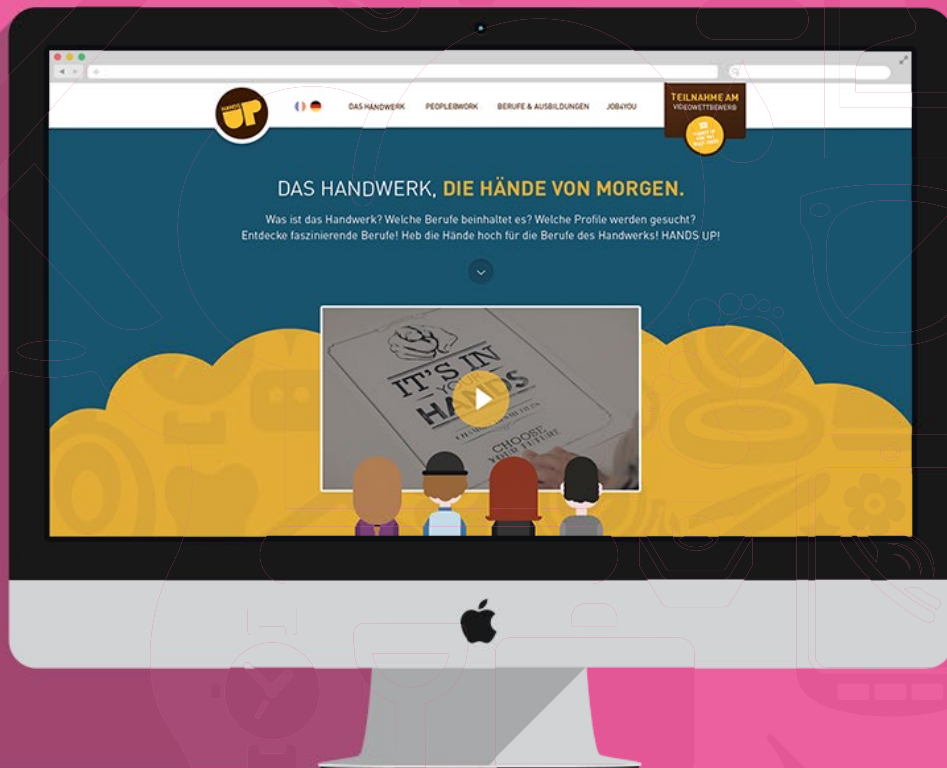 HANDS
UP
DAS HANDWERK
PEOPLE@WORK
BERUFE & AUSBILDUNGEN
JOB4YOU
TEILNAHME AM
VIDEOWETTBEWERB
DAS HANDWERK, DIE HÄNDE VON MORGEN.
Was ist das Handwerk? Welche Berufe beinhaltet es? Welche Profile werden gesucht?
Entdecke faszinierende Berufe! Heb die Hände hoch für die Berufe des Handwerks! HANDS UP!
IT'S IN
YOUR
HANDS
CHOOSE
YOUR FUTURE